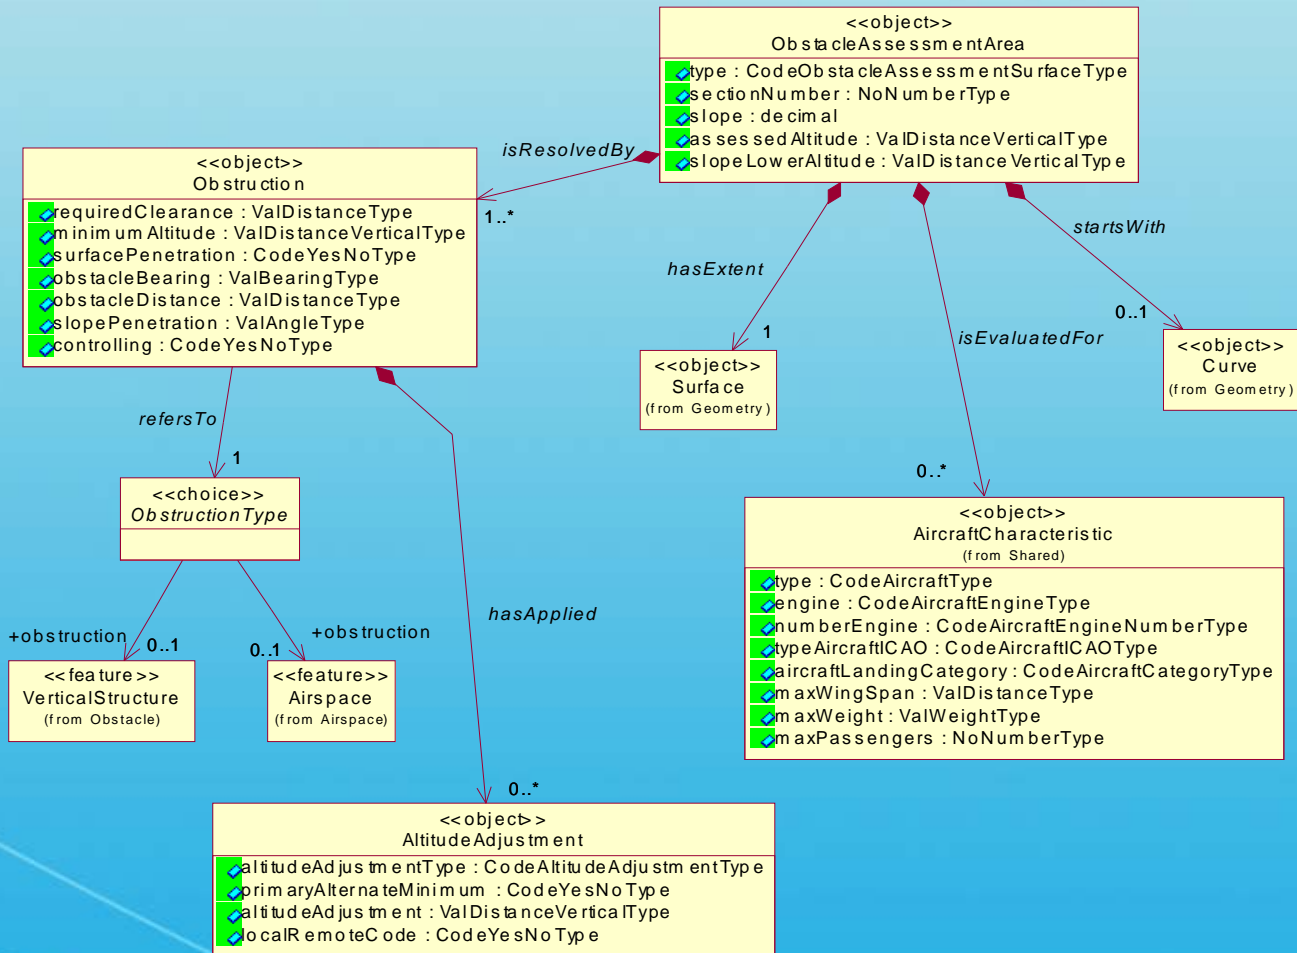 <<object>>
ObstacleAssessmentArea
type : CodeObstacleAssessmentSurfaceType
sectionNumber : NoNumberType
slope : decimal
assessedAltitude : ValDistanceVerticalType
slopeLowerAltitude : ValDistanceVerticalType
isResolvedBy
1..*
<<object>>
Obstruction
requiredClearance : ValDistanceType
minimumAltitude : ValDistanceVerticalType
surfacePenetration : CodeYesNoType
obstacleBearing : ValBearingType
obstacleDistance : ValDistanceType
slopePenetration : ValAngleType
controlling : CodeYesNoType
hasExtent
1
startsWith
0..1
isEvaluatedFor
0..*
<<object>>
Surface
(from Geometry)
<<object>>
Curve
(from Geometry)
refersTo
1
<<choice>>
ObstructionType
hasApplied
0..*
+obstruction
0..1
+obstruction
0..1
<<feature>>
VerticalStructure
(from Obstacle)
<<feature>>
Airspace
(from Airspace)
<<object>>
AircraftCharacteristic
(from Shared)
type : CodeAircraftType
engine : CodeAircraftEngineType
numberEngine : CodeAircraftEngineNumberType
typeAircraftICAO : CodeAircraftICAOType
aircraftLandingCategory : CodeAircraftCategoryType
maxWingSpan : ValDistanceType
maxWeight : ValWeightType
maxPassengers : NoNumberType
<<object>>
AltitudeAdjustment
altitudeAdjustmentType : CodeAltitudeAdjustmentType
primaryAlternateMinimum : CodeYesNoType
altitudeAdjustment : ValDistanceVerticalType
localRemoteCode : CodeYesNoType